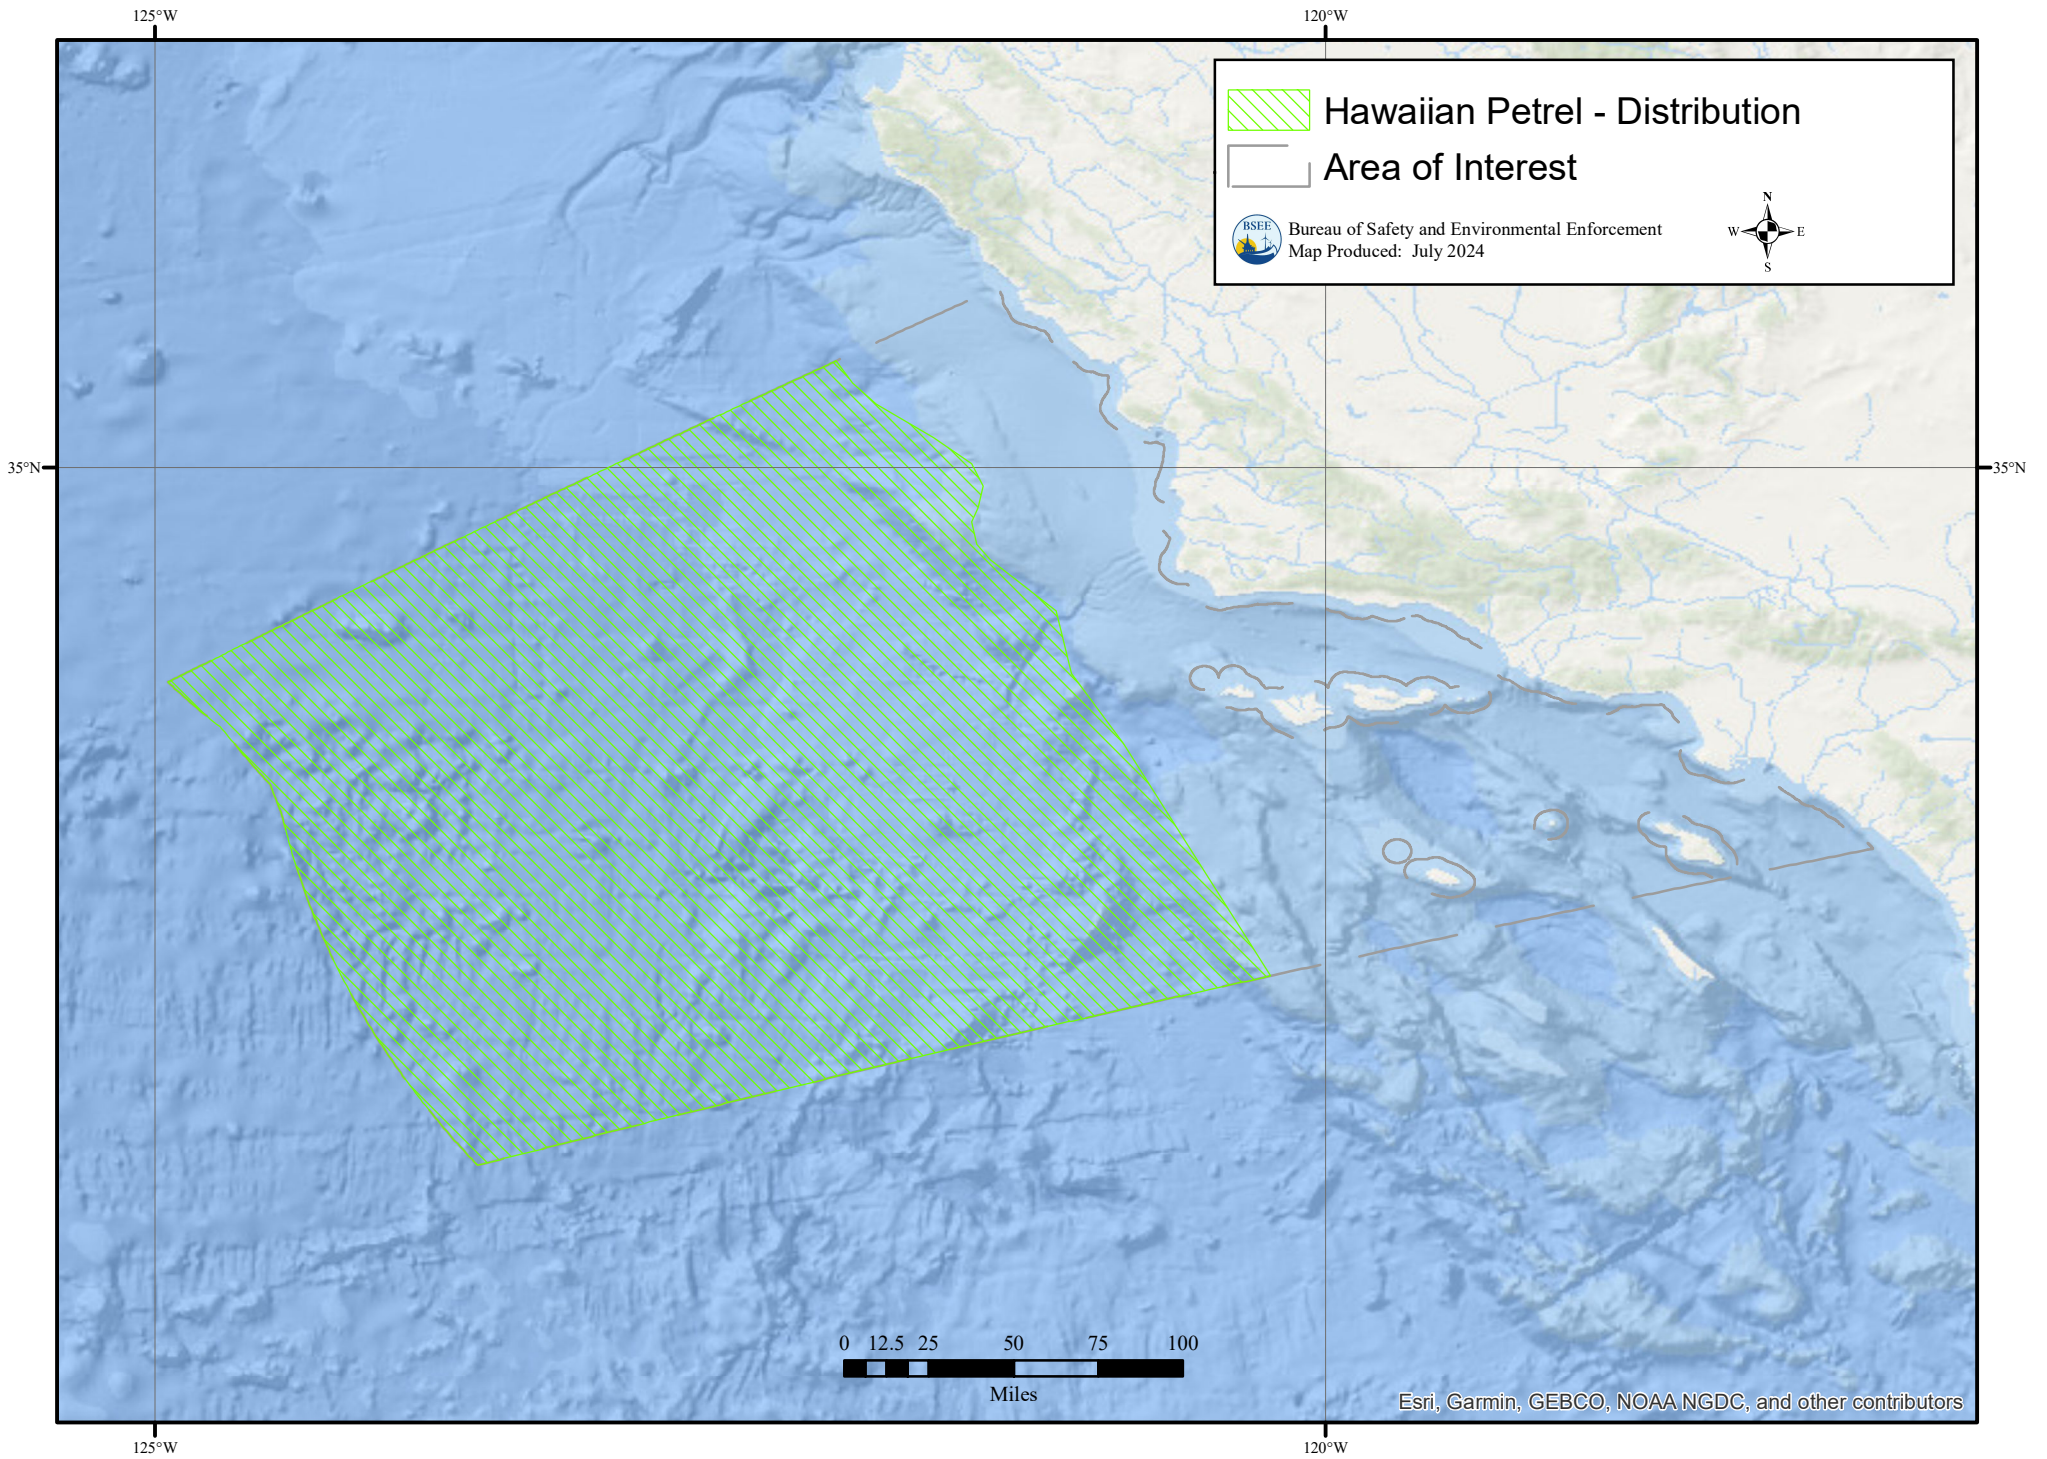 125°W
120°W
Hawaiian Petrel - Distribution
Area of Interest
BSEE
Bureau of Safety and Environmental Enforcement
Map Produced: July 2024
N
W E
S
35°N
35°N
0 12.5 25 50 75 100
Miles
Esri, Garmin, GEBCO, NOAA NGDC, and other contributors
125°W
120°W